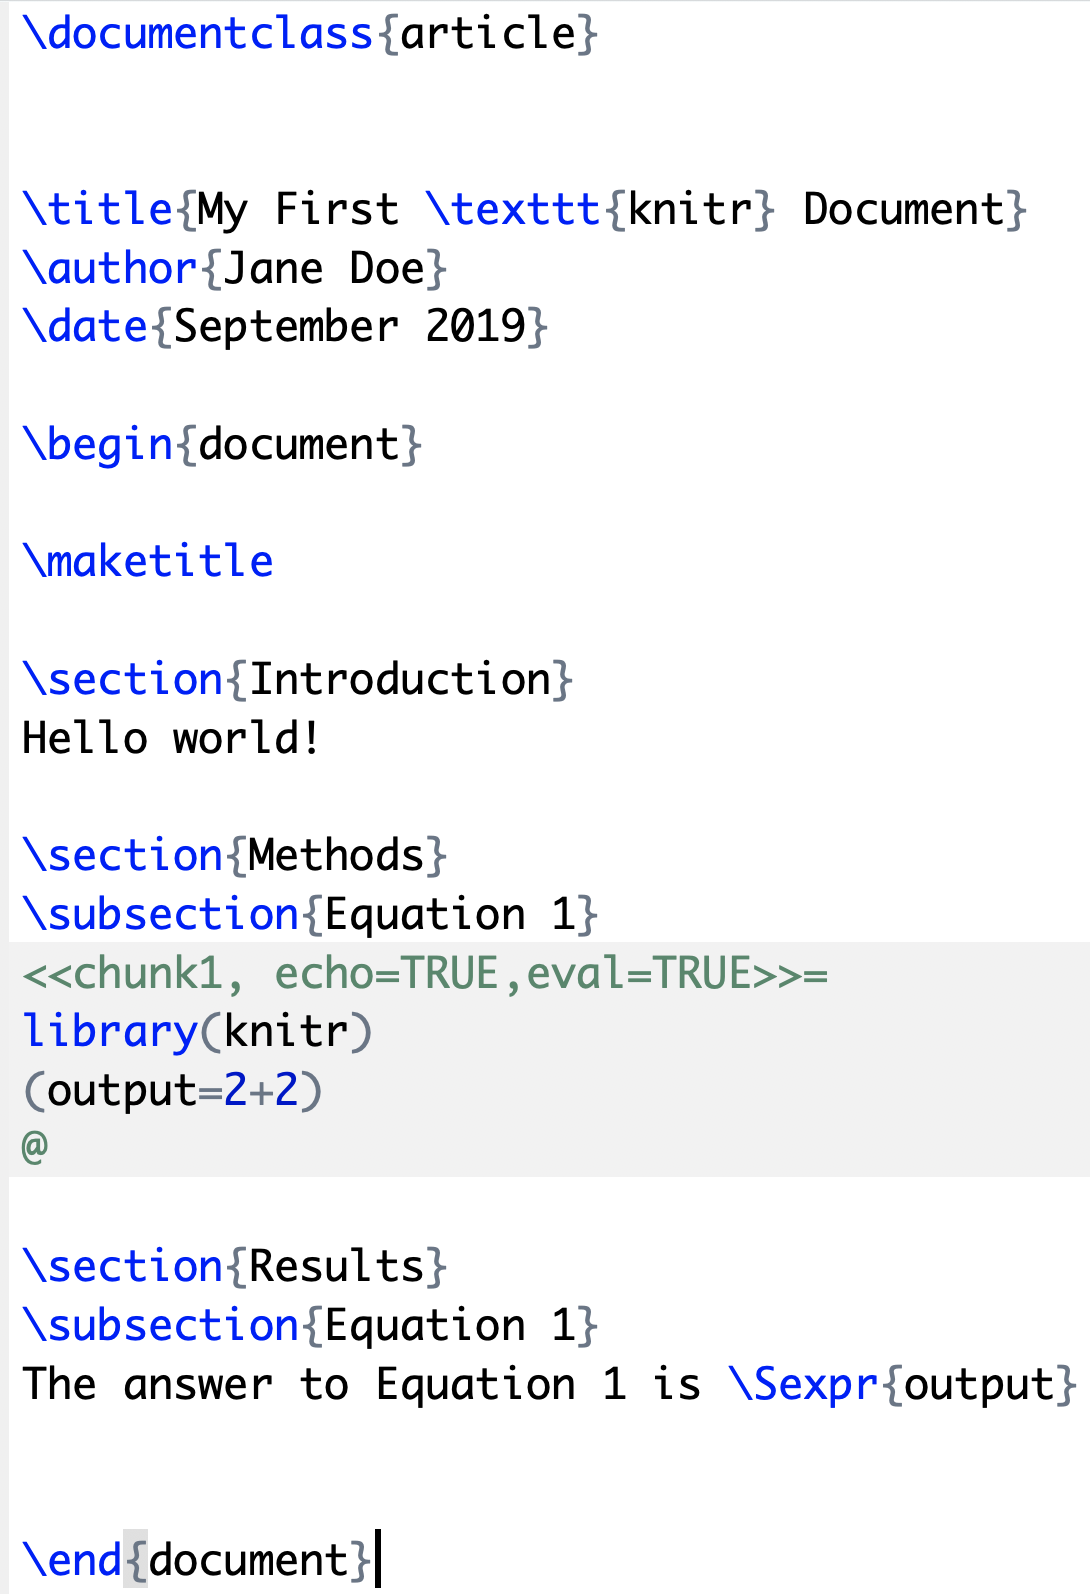 \documentclass{article}
\title{My First \texttt{knitr} Document}
\author{Jane Doe}
\date{September 2019}
\begin{document}
\maketitle
\section{Introduction}
Hello world!
\section{Methods}
\subsection{Equation 1}
<<chunk1, echo=TRUE,eval=TRUE>>=
library(knitr)
(output=2+2)
@
\section{Results}
\subsection{Equation 1}
The answer to Equation 1 is \Sexpr{output}
\end{document}